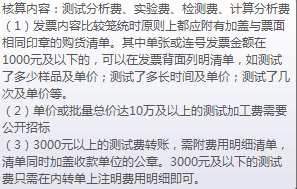 核算内容：测试分析费、实验费、检测费、计算分析费
（1）发票内容比较笼统时原则上都应附有加盖与票面
相同印章的购货清单。其中单张或连号发票金额在
1000元及以下的，可以在发票背面列明清单，如测试
了多少样品及单价；测试了多长时间及单价；测试了几
次及单价等。
（2）单价或批量总价达10万及以上的测试加工费需要
公开招标
（3）3000元以上的测试费转账，需附费用明细清单，
清单同时加盖收款单位的公章。3000元及以下的测试
费只需在内转单上注明费用明细即可。